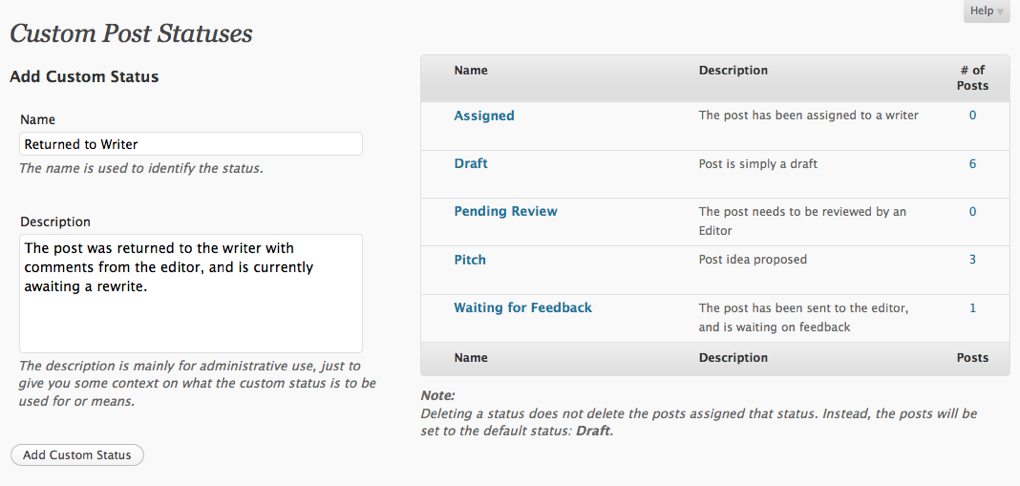 Help
Custom Post Statuses
Add Custom Status
Name
Returned to Writer
The name is used to identify the status.
Description
The post was returned to the writer with
comments from the editor, and is currently
awaiting a rewrite.
The description is mainly for administrative use, just to
give you some context on what the custom status is to be
used for or means.
Add Custom Status
Name Description # of
Posts
Assigned The post has been assigned to a writer 0
Draft Post is simply a draft 6
Pending Review The post needs to be reviewed by an 0
Editor
Pitch Post idea proposed 3
Waiting for Feedback The post has been sent to the editor, 1
and is waiting on feedback
Name Description Posts
Note:
Deleting a status does not delete the posts assigned that status. Instead, the posts will be
set to the default status: Draft.